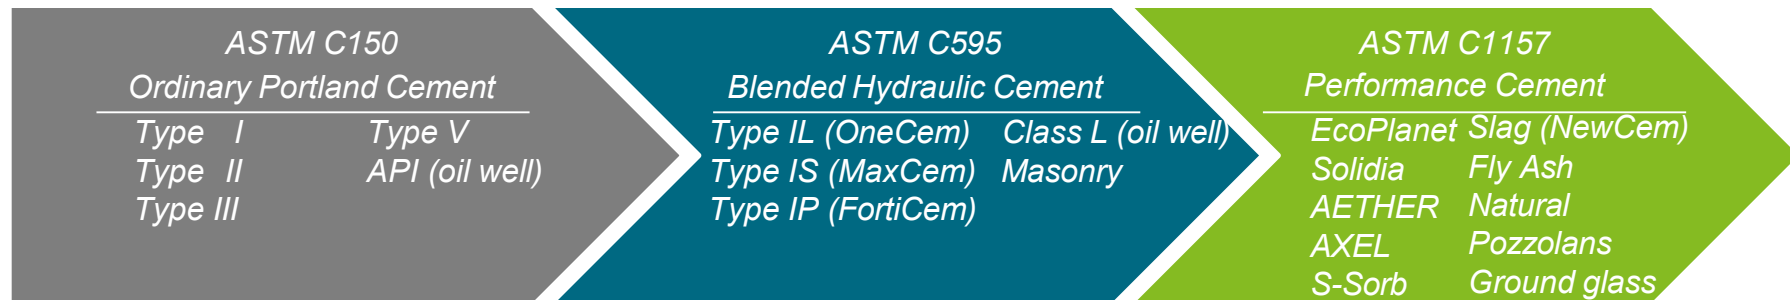 ASTM C150
Ordinary Portland Cement
Type I
Type II
Type III
Type V
API (oil well)
ASTM C595
Blended Hydraulic Cement
Type IL (OneCem)
Type IS (MaxCem)
Type IP (FortiCem)
Class L (oil well)
Masonry
ASTM C1157
Performance Cement
EcoPlanet
Solidia
AETHER
AXEL
S-Sorb
Slag (NewCem)
Fly Ash
Natural
Pozzolans
Ground glass